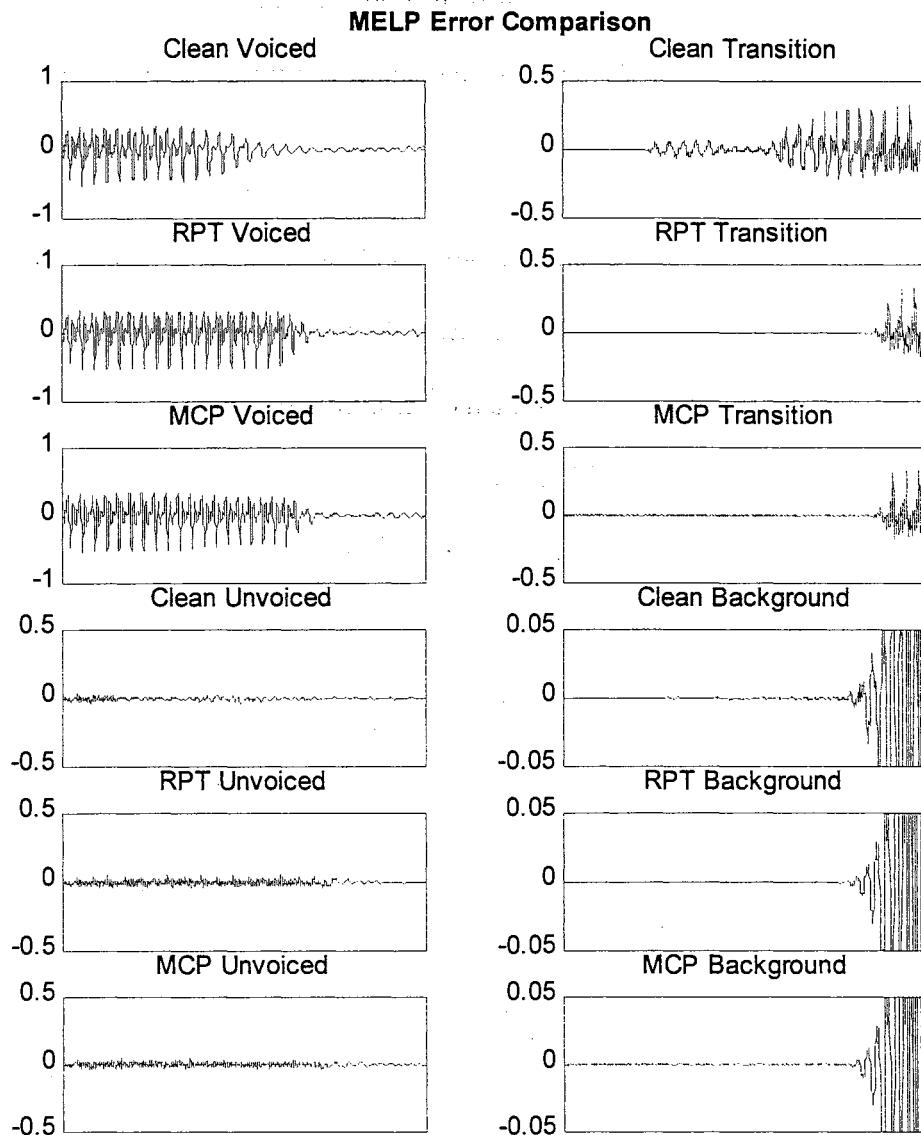 MELP Error Comparison
Clean Voiced
1
0
-1
Clean Transition
0.5
0
-0.5
RPT Voiced
1
0
-1
RPT Transition
0.5
0
-0.5
MCP Voiced
1
0
-1
MCP Transition
0.5
0
-0.5
Clean Unvoiced
0.5
0
-0.5
Clean Background
0.05
0
-0.05
RPT Unvoiced
0.5
0
-0.5
RPT Background
0.05
0
-0.05
MCP Unvoiced
0.5
0
-0.5
MCP Background
0.05
0
-0.05